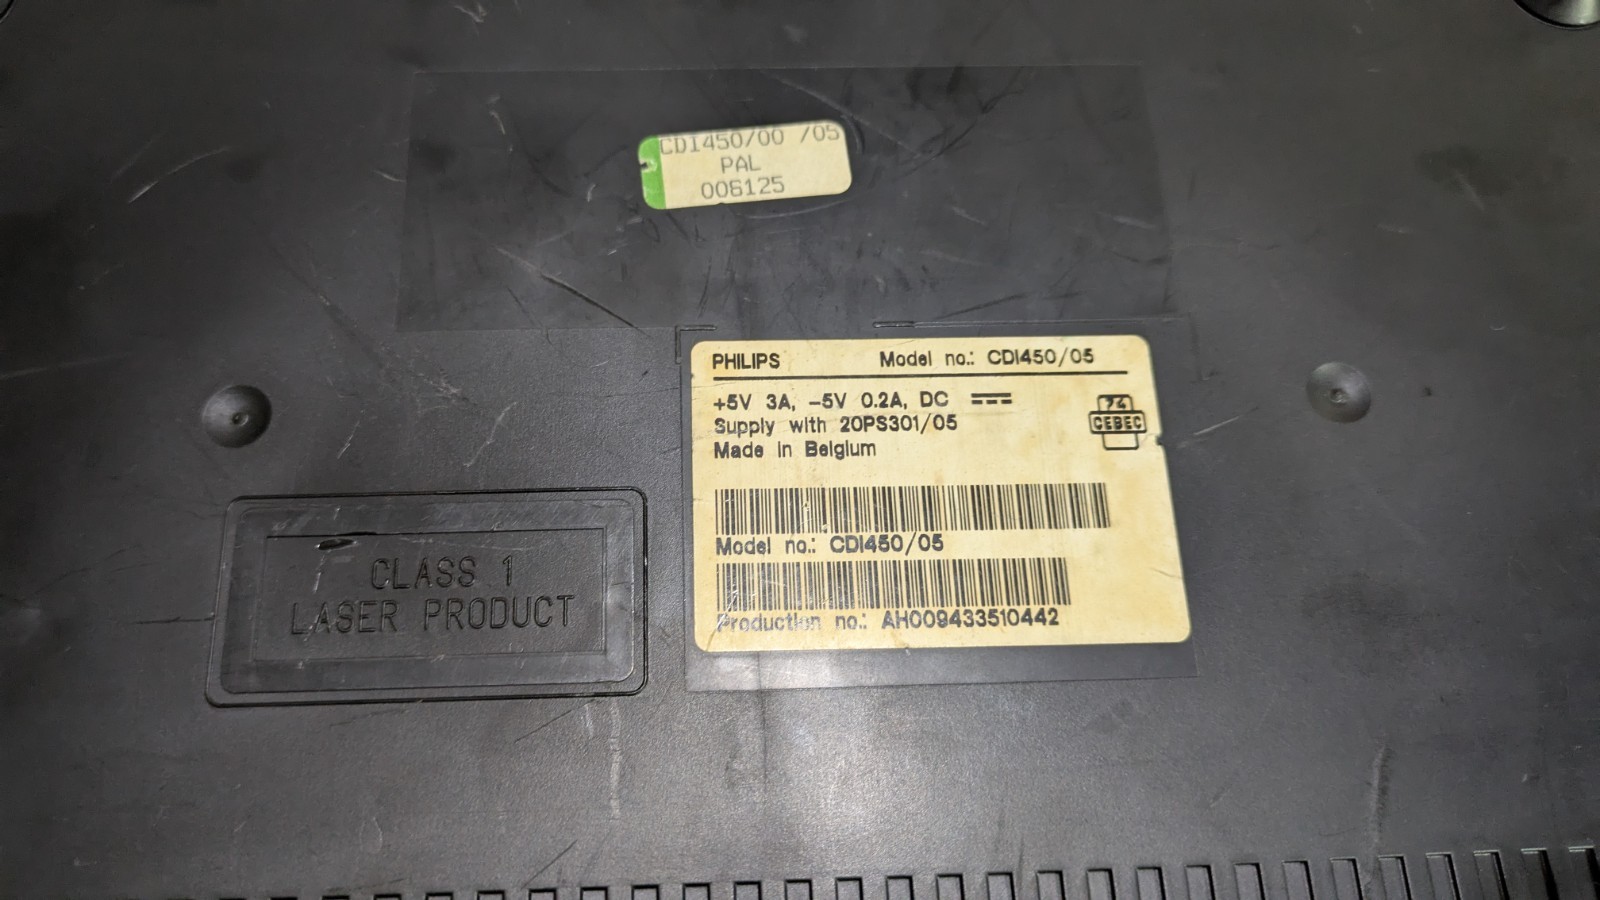 CDI450/00 /05
PAL
006125
PHILIPS Model no.: CDI450/05
+5V 3A, -5V 0.2A, DC
Supply with 20PS301/05
Made in Belgium
74
CEBEC
Model no.: CDI450/05
Production no.: AH009433510442
CLASS 1
LASER PRODUCT